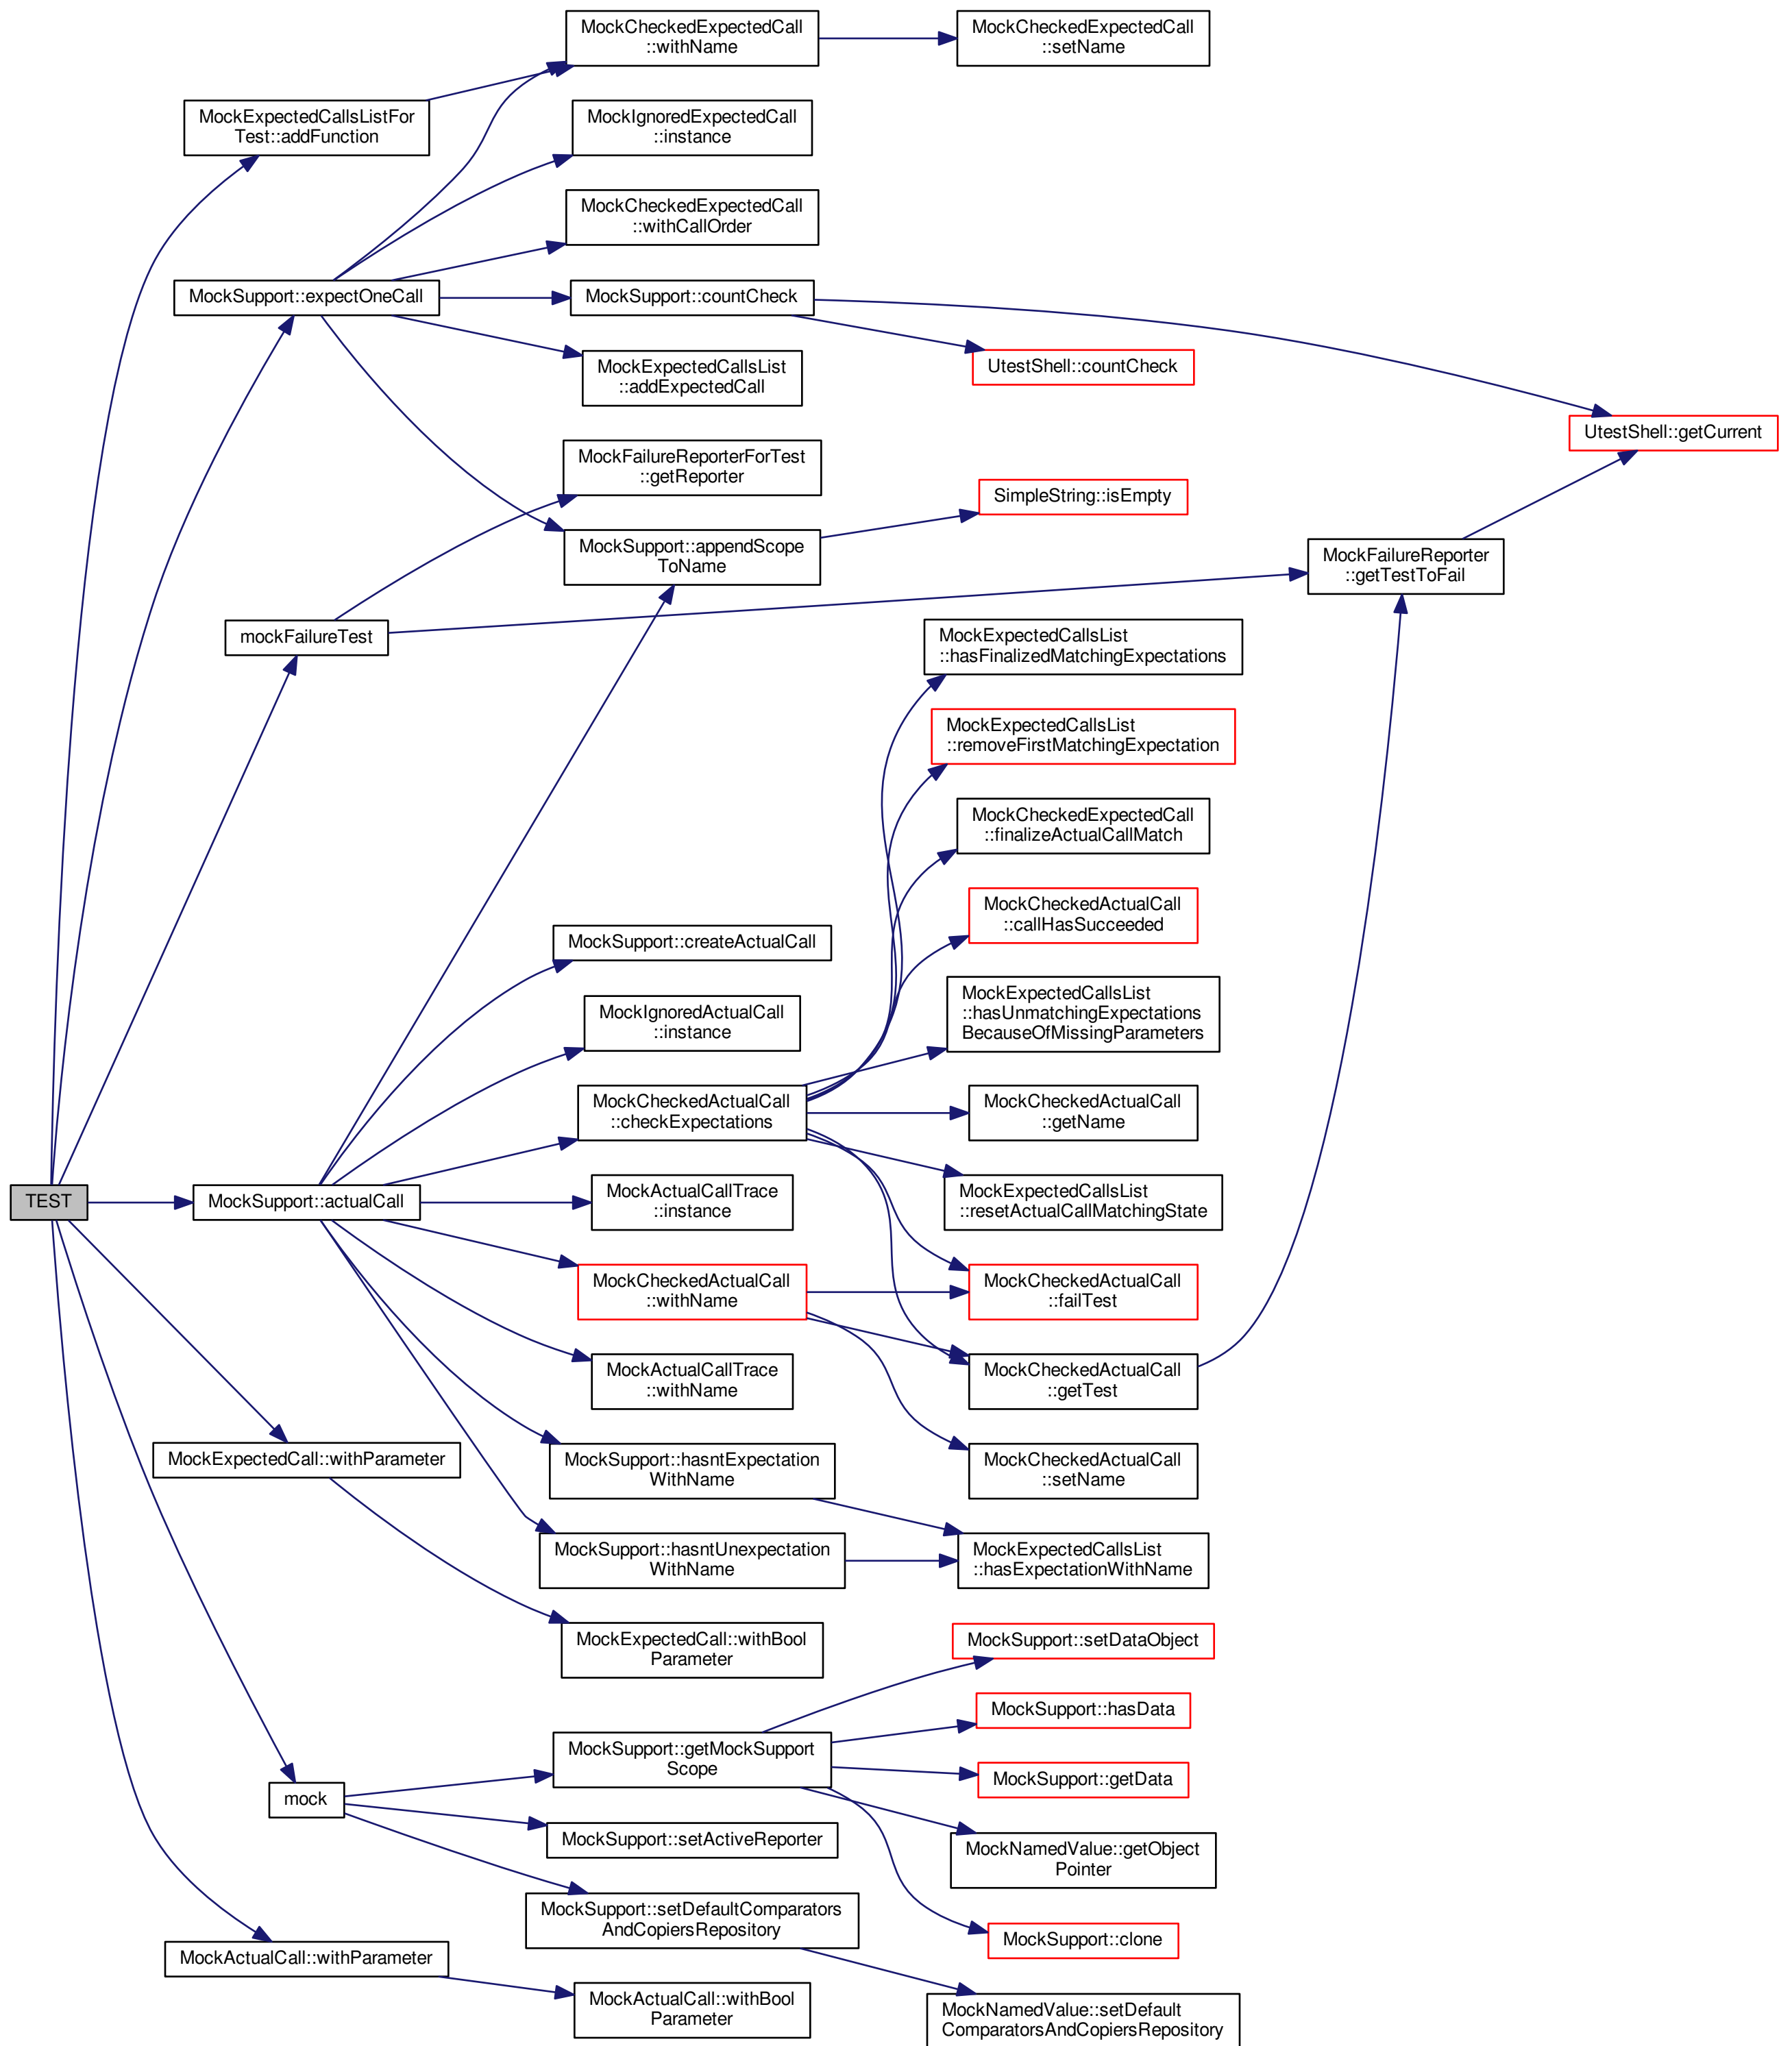 MockCheckedExpectedCall
::withName
MockCheckedExpectedCall
::setName
MockExpectedCallsListFor
Test::addFunction
MockIgnoredExpectedCall
::instance
MockCheckedExpectedCall
::withCallOrder
MockSupport::expectOneCall
MockSupport::countCheck
UtestShell::countCheck
MockExpectedCallsList
::addExpectedCall
UtestShell::getCurrent
MockFailureReporterForTest
::getReporter
SimpleString::isEmpty
MockSupport::appendScope
ToName
MockFailureReporter
::getTestToFail
mockFailureTest
MockExpectedCallsList
::hasFinalizedMatchingExpectations
MockExpectedCallsList
::removeFirstMatchingExpectation
MockCheckedExpectedCall
::finalizeActualCallMatch
MockCheckedActualCall
::callHasSucceeded
MockSupport::createActualCall
MockExpectedCallsList
::hasUnmatchingExpectations
BecauseOfMissingParameters
MockIgnoredActualCall
::instance
MockCheckedActualCall
::checkExpectations
MockCheckedActualCall
::getName
TEST
MockSupport::actualCall
MockActualCallTrace
::instance
MockExpectedCallsList
::resetActualCallMatchingState
MockCheckedActualCall
::withName
MockCheckedActualCall
::failTest
MockActualCallTrace
::withName
MockCheckedActualCall
::getTest
MockExpectedCall::withParameter
MockSupport::hasntExpectation
WithName
MockCheckedActualCall
::setName
MockSupport::hasntUnexpectation
WithName
MockExpectedCallsList
::hasExpectationWithName
MockExpectedCall::withBool
Parameter
MockSupport::setDataObject
MockSupport::hasData
MockSupport::getMockSupport
Scope
MockSupport::getData
mock
MockSupport::setActiveReporter
MockNamedValue::getObject
Pointer
MockSupport::setDefaultComparators
AndCopiersRepository
MockSupport::clone
MockActualCall::withParameter
MockActualCall::withBool
Parameter
MockNamedValue::setDefault
ComparatorsAndCopiersRepository